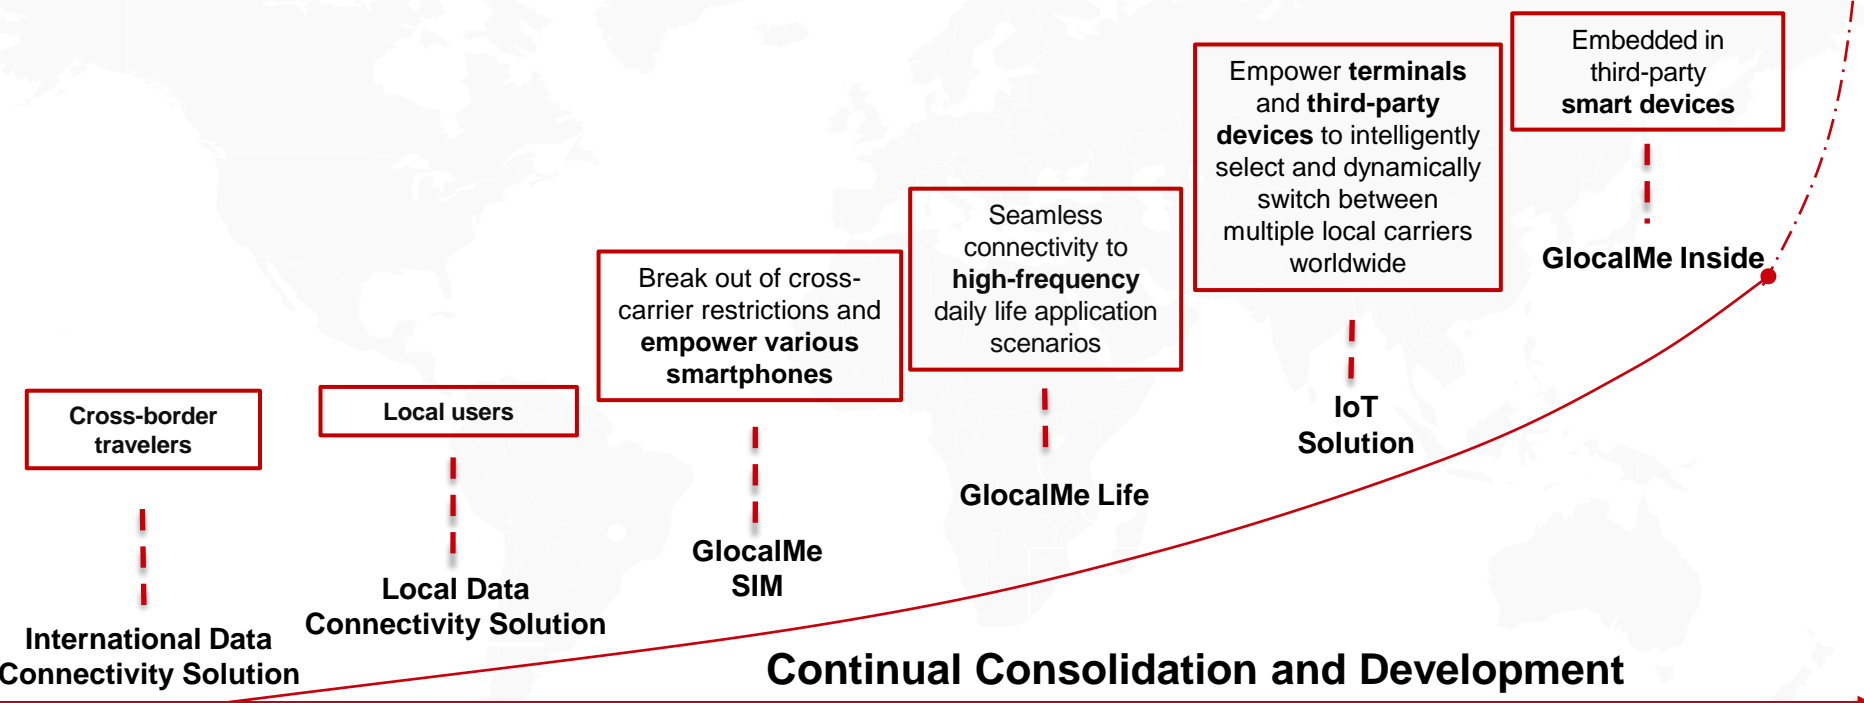 Cross-border
travelers
International Data
Connectivity Solution
Local users
Local Data
Connectivity Solution
Break out of cross-
carrier restrictions and
empower various
smartphones
GlocalMe
SIM
Seamless
connectivity to
high-frequency
daily life application
scenarios
GlocalMe Life
Empower terminals
and third-party
devices to intelligently
select and dynamically
switch between
multiple local carriers
worldwide
IoT
Solution
Embedded in
third-party
smart devices
GlocalMe Inside
Continual Consolidation and Development